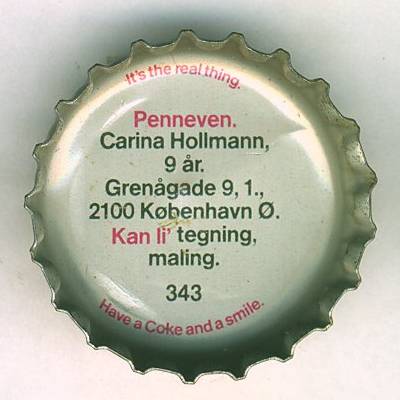 It's the real thing.
Penneven.
Carina Hollmann,
9 år.
Grenågade 9, 1.,
2100 København Ø.
Kan li' tegning,
maling.
343
Have a Coke and a smile.